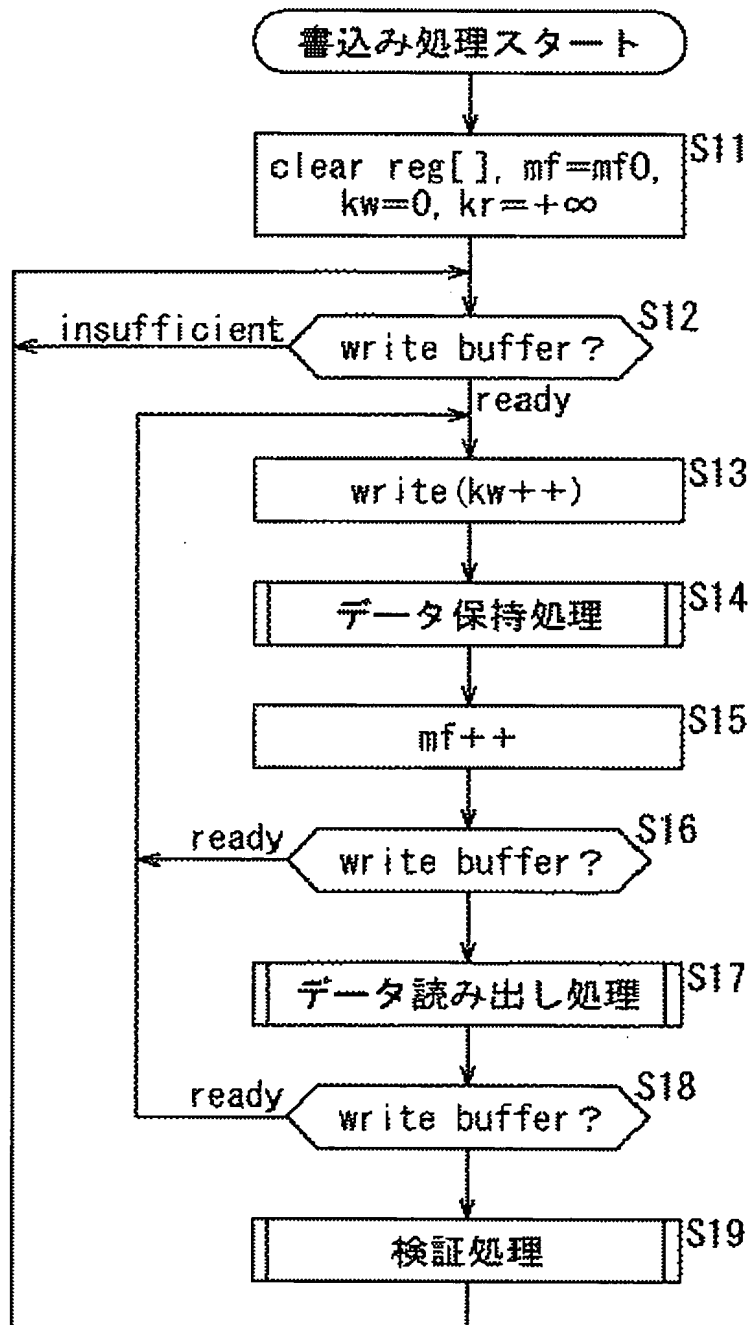 書込み処理スタート
S11
clear reg[], mf=mf0,
kw=0, kr=+∞
S12
insufficient
write buffer?
ready
S13
write(kw++)
S14
データ保持処理
S15
mf++
S16
ready
write buffer?
S17
データ読み出し処理
S18
ready
write buffer?
S19
検証処理